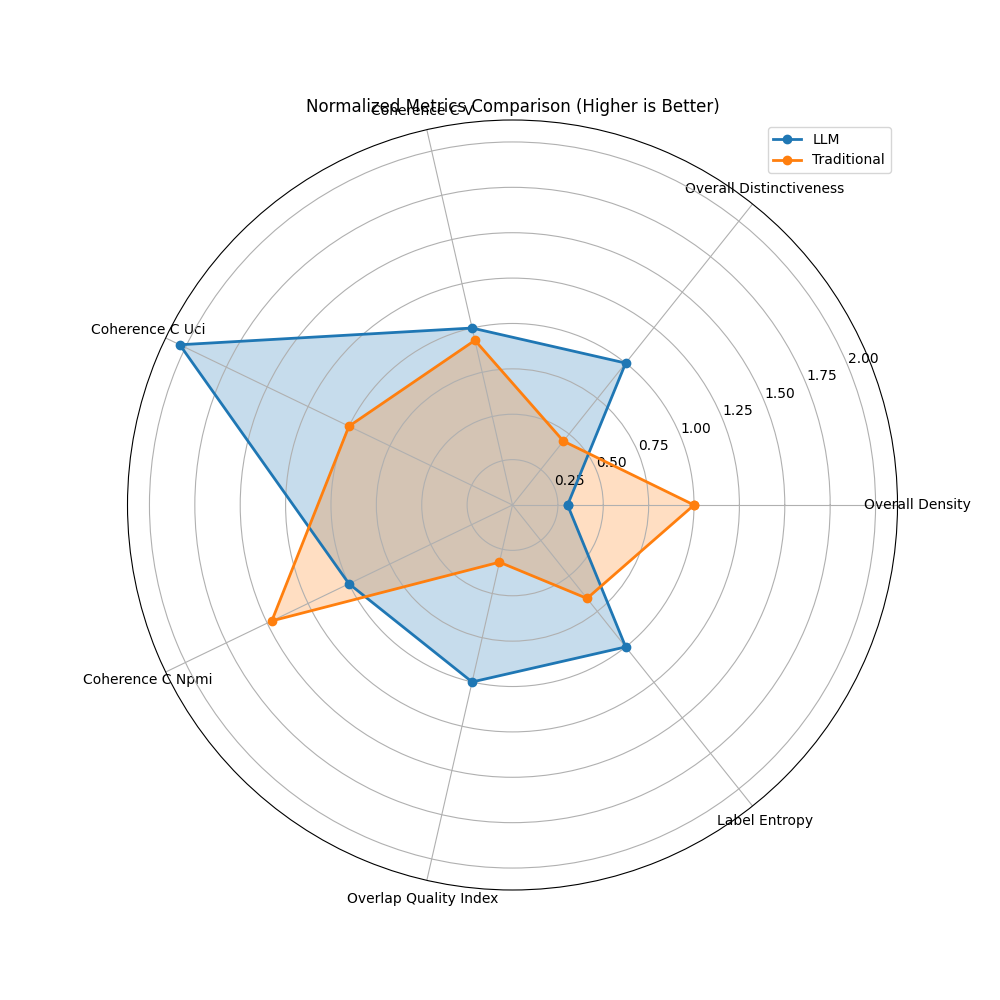 Normalized Metrics Comparison (Higher is Better)
Coherence C V
LLM
Traditional
Overall Distinctiveness
Coherence C Uci
2.00
1.75
1.50
1.25
1.00
0.75
0.50
0.25
Overall Density
Coherence C Npmi
Label Entropy
Overlap Quality Index